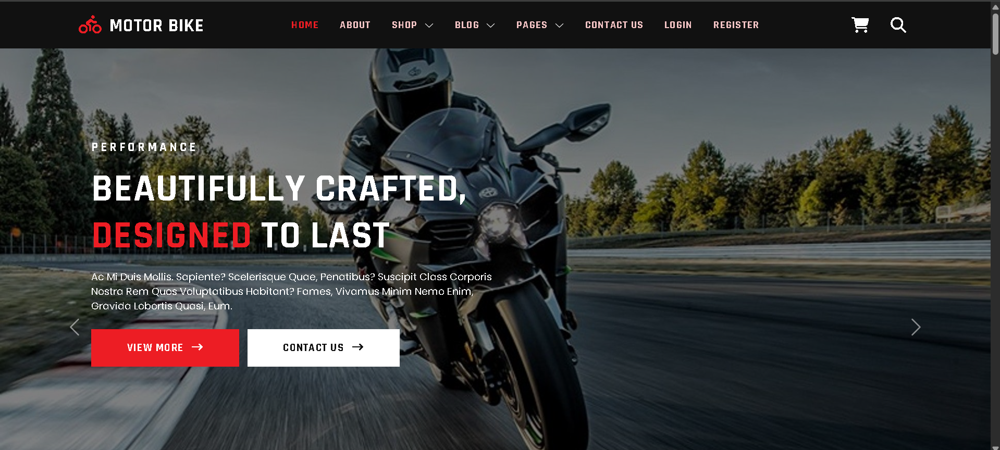 MOTOR BIKE
HOME ABOUT SHOP BLOG PAGES CONTACT US LOGIN REGISTER
PERFORMANCE
BEAUTIFULLY CRAFTED,
DESIGNED TO LAST
Ac Mi Duis Mollis. Sapiente? Scelerisque Quae, Penatibus? Suscipit Class Corporis
Nostra Rem Quos Voluptatibus Habitant? Fames, Vivamus Minim Nemo Enim,
Gravida Lobortis Quasi, Eum.
VIEW MORE
CONTACT US